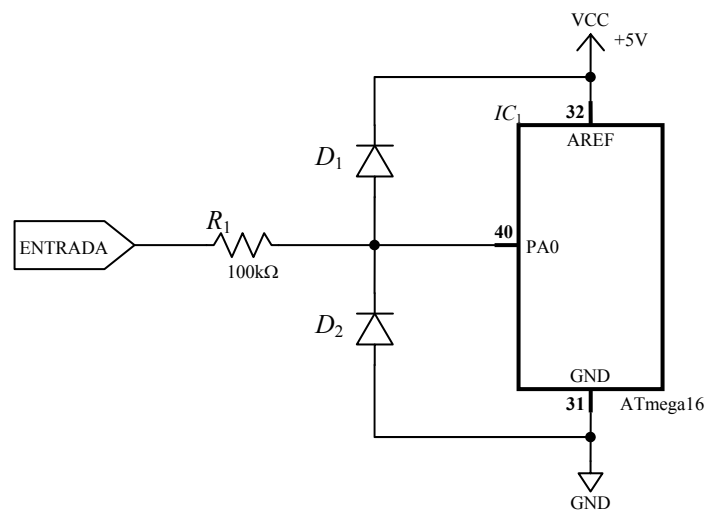 VCC
+5V
IC1
32
AREF
D1
R1
40
ENTRADA
PA0
100kΩ
D2
GND
31
ATmega16
GND